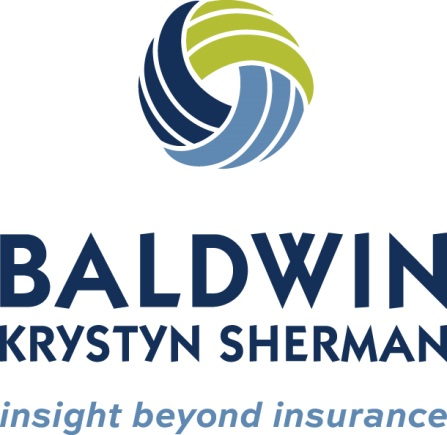 BALDWIN
KRYSTYN SHERMAN
insight beyond insurance